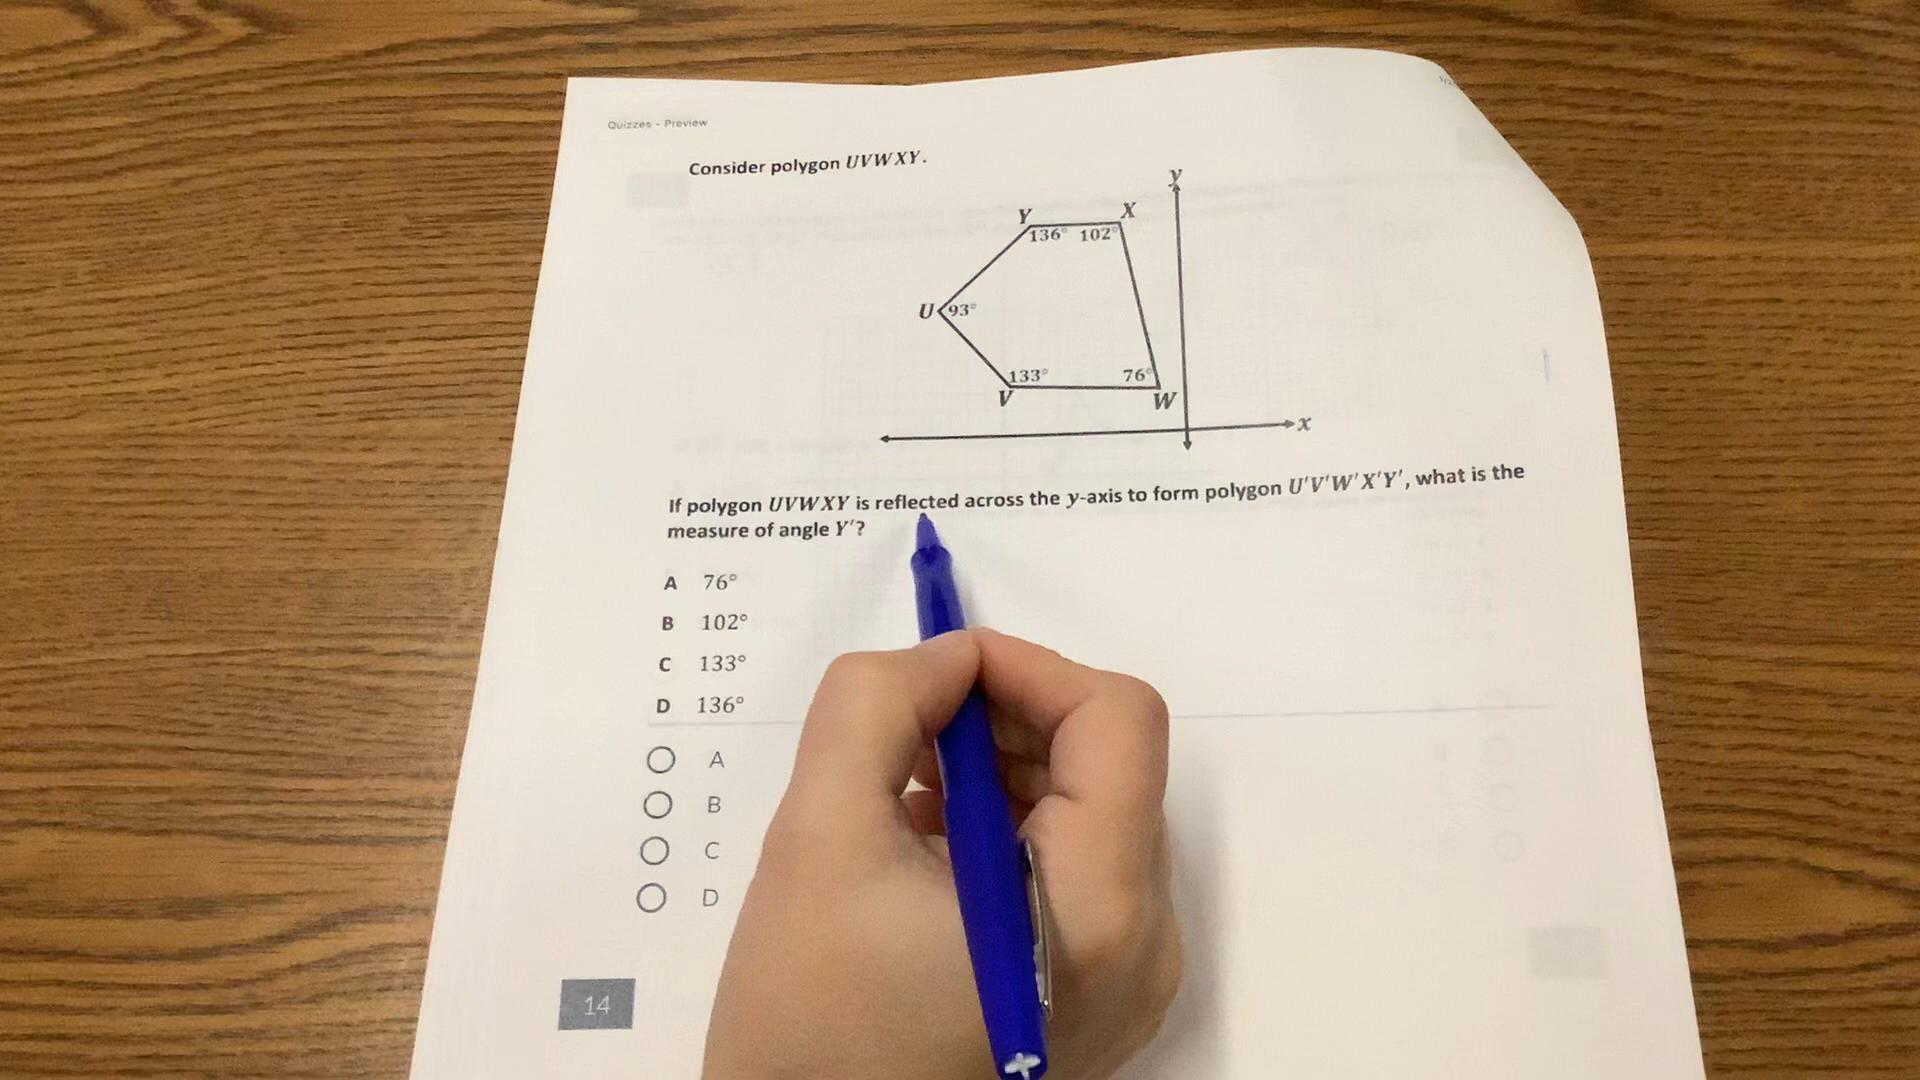 Quizzes - Preview
Consider polygon UVWXY.
y
Y X
136° 102°
U 93°
133° 76°
V W
x
If polygon UVWXY is reflected across the y-axis to form polygon U'V'W'X'Y', what is the
measure of angle Y'?
A 76°
B 102°
C 133°
D 136°
A
B
C
D
14